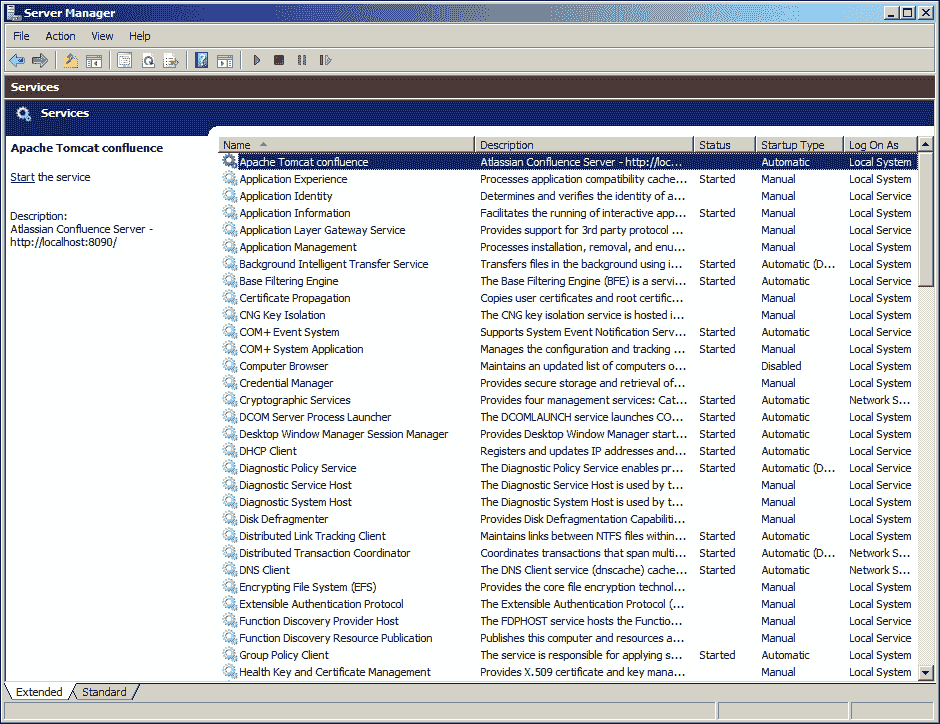 Server Manager
File Action View Help
Services
Services
Apache Tomcat confluence
Start the service
Description:
Atlassian Confluence Server -
http://localhost:8090/
Name Description Status Startup Type Log On As
Apache Tomcat confluence Atlassian Confluence Server - http://loc... Automatic Local System
Application Experience Processes application compatibility cache... Started Manual Local System
Application Identity Determines and verifies the identity of a... Manual Local Service
Application Information Facilitates the running of interactive app... Started Manual Local System
Application Layer Gateway Service Provides support for 3rd party protocol ... Manual Local Service
Application Management Processes installation, removal, and enu... Manual Local System
Background Intelligent Transfer Service Transfers files in the background using i... Started Automatic (D... Local System
Base Filtering Engine The Base Filtering Engine (BFE) is a servi... Started Automatic Local Service
Certificate Propagation Copies user certificates and root certific... Manual Local System
CNG Key Isolation The CNG key isolation service is hosted i... Manual Local System
COM+ Event System Supports System Event Notification Serv... Started Automatic Local Service
COM+ System Application Manages the configuration and tracking ... Started Manual Local System
Computer Browser Maintains an updated list of computers o... Disabled Local System
Credential Manager Provides secure storage and retrieval of... Manual Local System
Cryptographic Services Provides four management services: Cat... Started Automatic Network S...
DCOM Server Process Launcher The DCOMLAUNCH service launches CO... Started Automatic Local System
Desktop Window Manager Session Manager Provides Desktop Window Manager start... Started Automatic Local System
DHCP Client Registers and updates IP addresses and... Started Automatic Local Service
Diagnostic Policy Service The Diagnostic Policy Service enables pr... Started Automatic (D... Local Service
Diagnostic Service Host The Diagnostic Service Host is used by t... Manual Local Service
Diagnostic System Host The Diagnostic System Host is used by t... Manual Local System
Disk Defragmenter Provides Disk Defragmentation Capabiliti... Manual Local System
Distributed Link Tracking Client Maintains links between NTFS files within... Started Automatic Local System
Distributed Transaction Coordinator Coordinates transactions that span multi... Started Automatic (D... Network S...
DNS Client The DNS Client service (dnscache) cache... Started Automatic Network S...
Encrypting File System (EFS) Provides the core file encryption technol... Manual Local System
Extensible Authentication Protocol The Extensible Authentication Protocol (... Manual Local System
Function Discovery Provider Host The FDPHOST service hosts the Functio... Manual Local Service
Function Discovery Resource Publication Publishes this computer and resources a... Manual Local Service
Group Policy Client The service is responsible for applying s... Started Automatic Local System
Health Key and Certificate Management Provides X.509 certificate and key mana... Manual Local System
Extended Standard